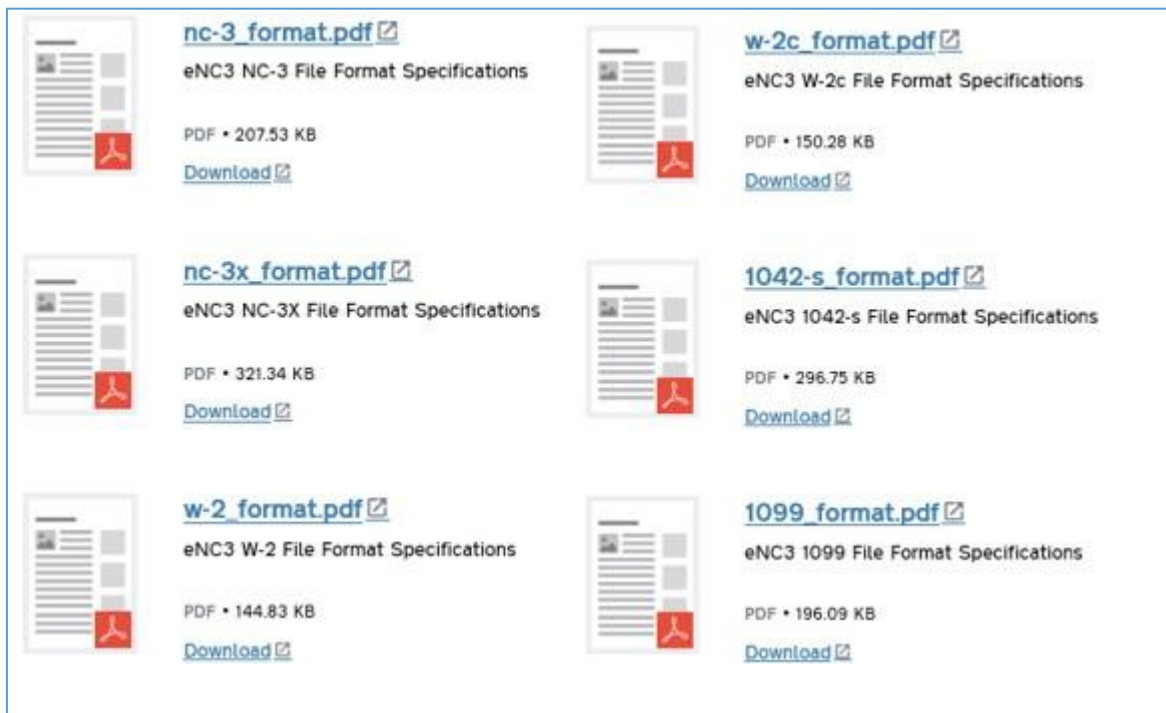 nc-3_format.pdf
eNC3 NC-3 File Format Specifications
PDF • 207.53 KB
Download
nc-3x_format.pdf
eNC3 NC-3X File Format Specifications
PDF • 321.34 KB
Download
w-2_format.pdf
eNC3 W-2 File Format Specifications
PDF • 144.83 KB
Download
w-2c_format.pdf
eNC3 W-2c File Format Specifications
PDF • 150.28 KB
Download
1042-s_format.pdf
eNC3 1042-s File Format Specifications
PDF • 296.75 KB
Download
1099_format.pdf
eNC3 1099 File Format Specifications
PDF • 196.09 KB
Download